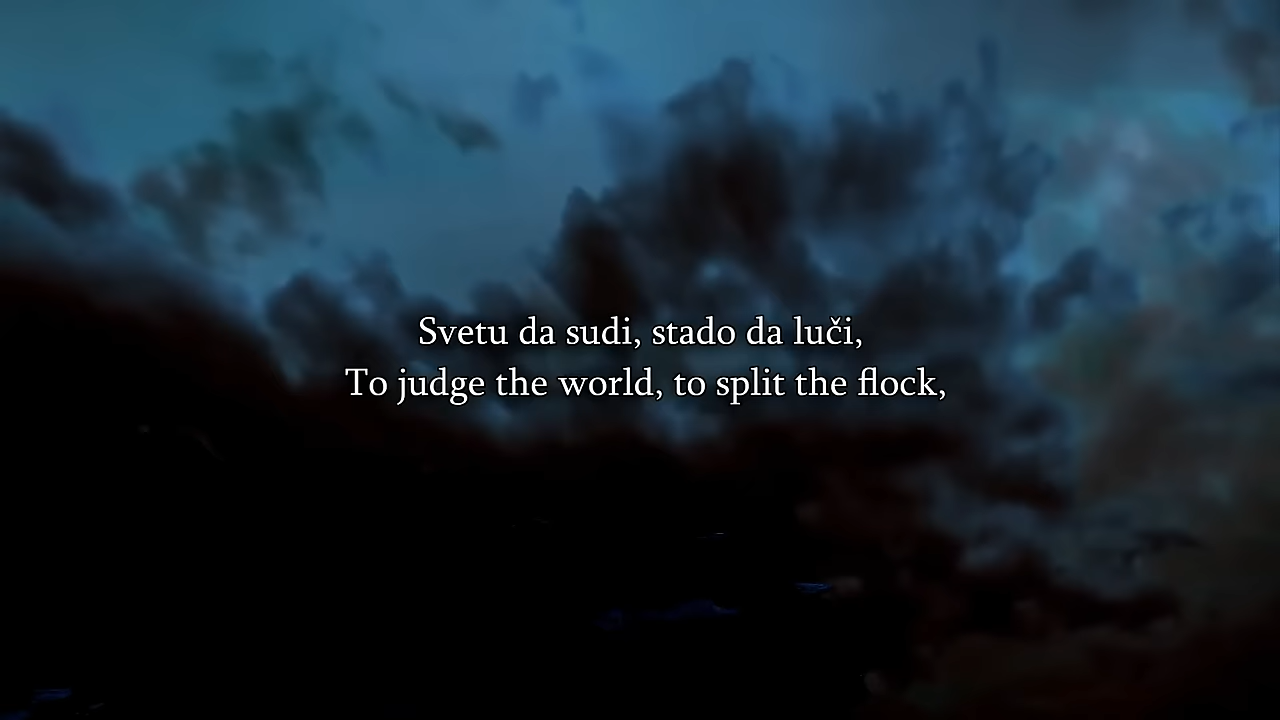 Svetu da sudi, stado da luči,
To judge the world, to split the flock,